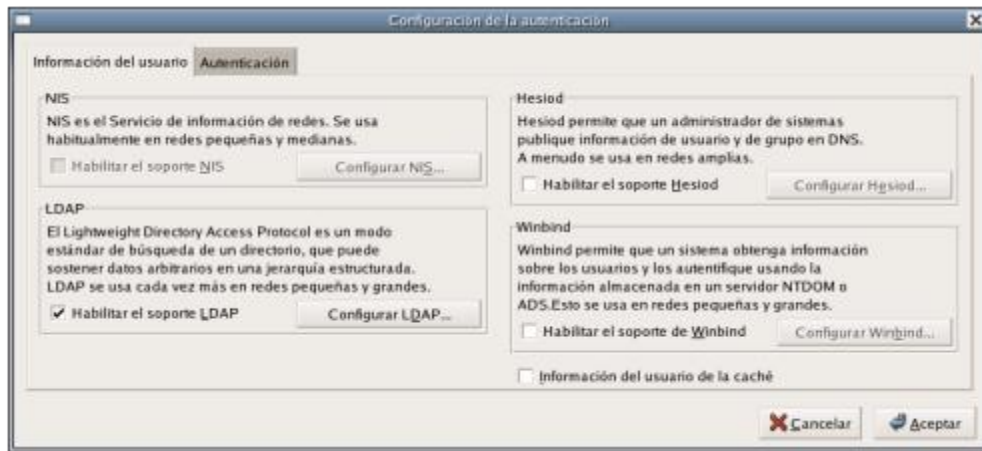 Configuración de la autenticación
Información del usuario
Autenticación
NIS
NIS es el Servicio de información de redes. Se usa
habitualmente en redes pequeñas y medianas.
Habilitar el soporte NIS
Configurar NIS...
LDAP
El Lightweight Directory Access Protocol es un modo
estándar de búsqueda de un directorio, que puede
sostener datos arbitrarios en una jerarquía estructurada.
LDAP se usa cada vez más en redes pequeñas y grandes.
Habilitar el soporte LDAP
Configurar LDAP...
Hesiod
Hesiod permite que un administrador de sistemas
publique información de usuario y de grupo en DNS.
A menudo se usa en redes amplias.
Habilitar el soporte Hesiod
Configurar Hesiod...
Winbind
Winbind permite que un sistema obtenga información
sobre los usuarios y los autentifique usando la
información almacenada en un servidor NTDOM o
ADS.Esto se usa en redes pequeñas y grandes.
Habilitar el soporte de Winbind
Configurar Winbind...
Información del usuario de la caché
Cancelar
Aceptar